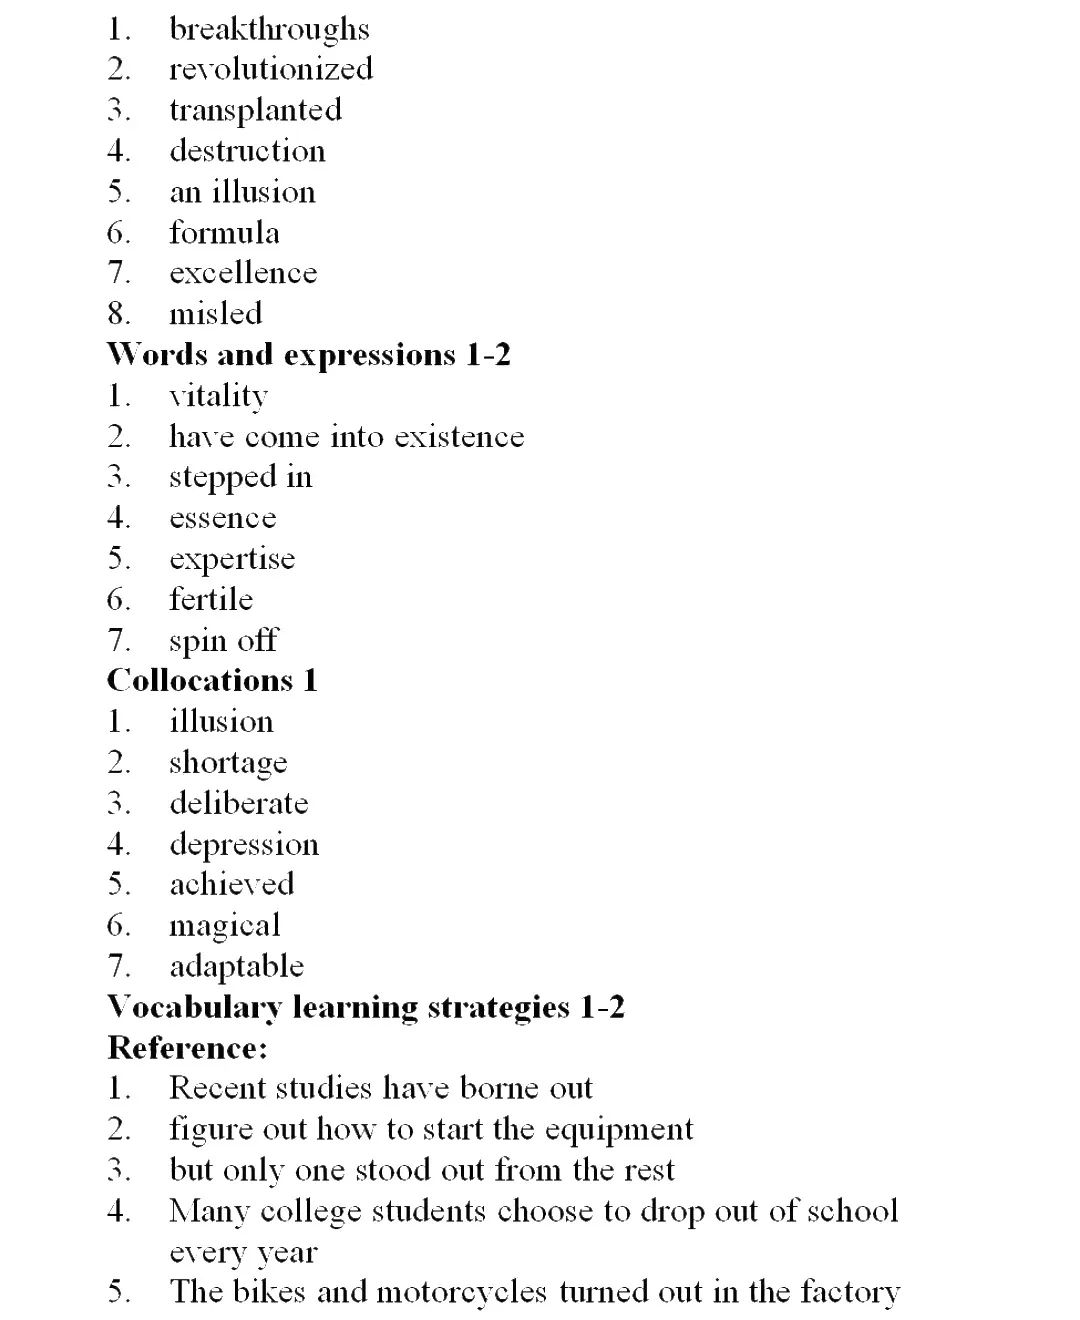 1. breakthroughs
2. revolutionized
3. transplanted
4. destruction
5. an illusion
6. formula
7. excellence
8. misled
Words and expressions 1-2
1. vitality
2. have come into existence
3. stepped in
4. essence
5. expertise
6. fertile
7. spin off
Collocations 1
1. illusion
2. shortage
3. deliberate
4. depression
5. achieved
6. magical
7. adaptable
Vocabulary learning strategies 1-2
Reference:
1. Recent studies have borne out
2. figure out how to start the equipment
3. but only one stood out from the rest
4. Many college students choose to drop out of school
every year
5. The bikes and motorcycles turned out in the factory